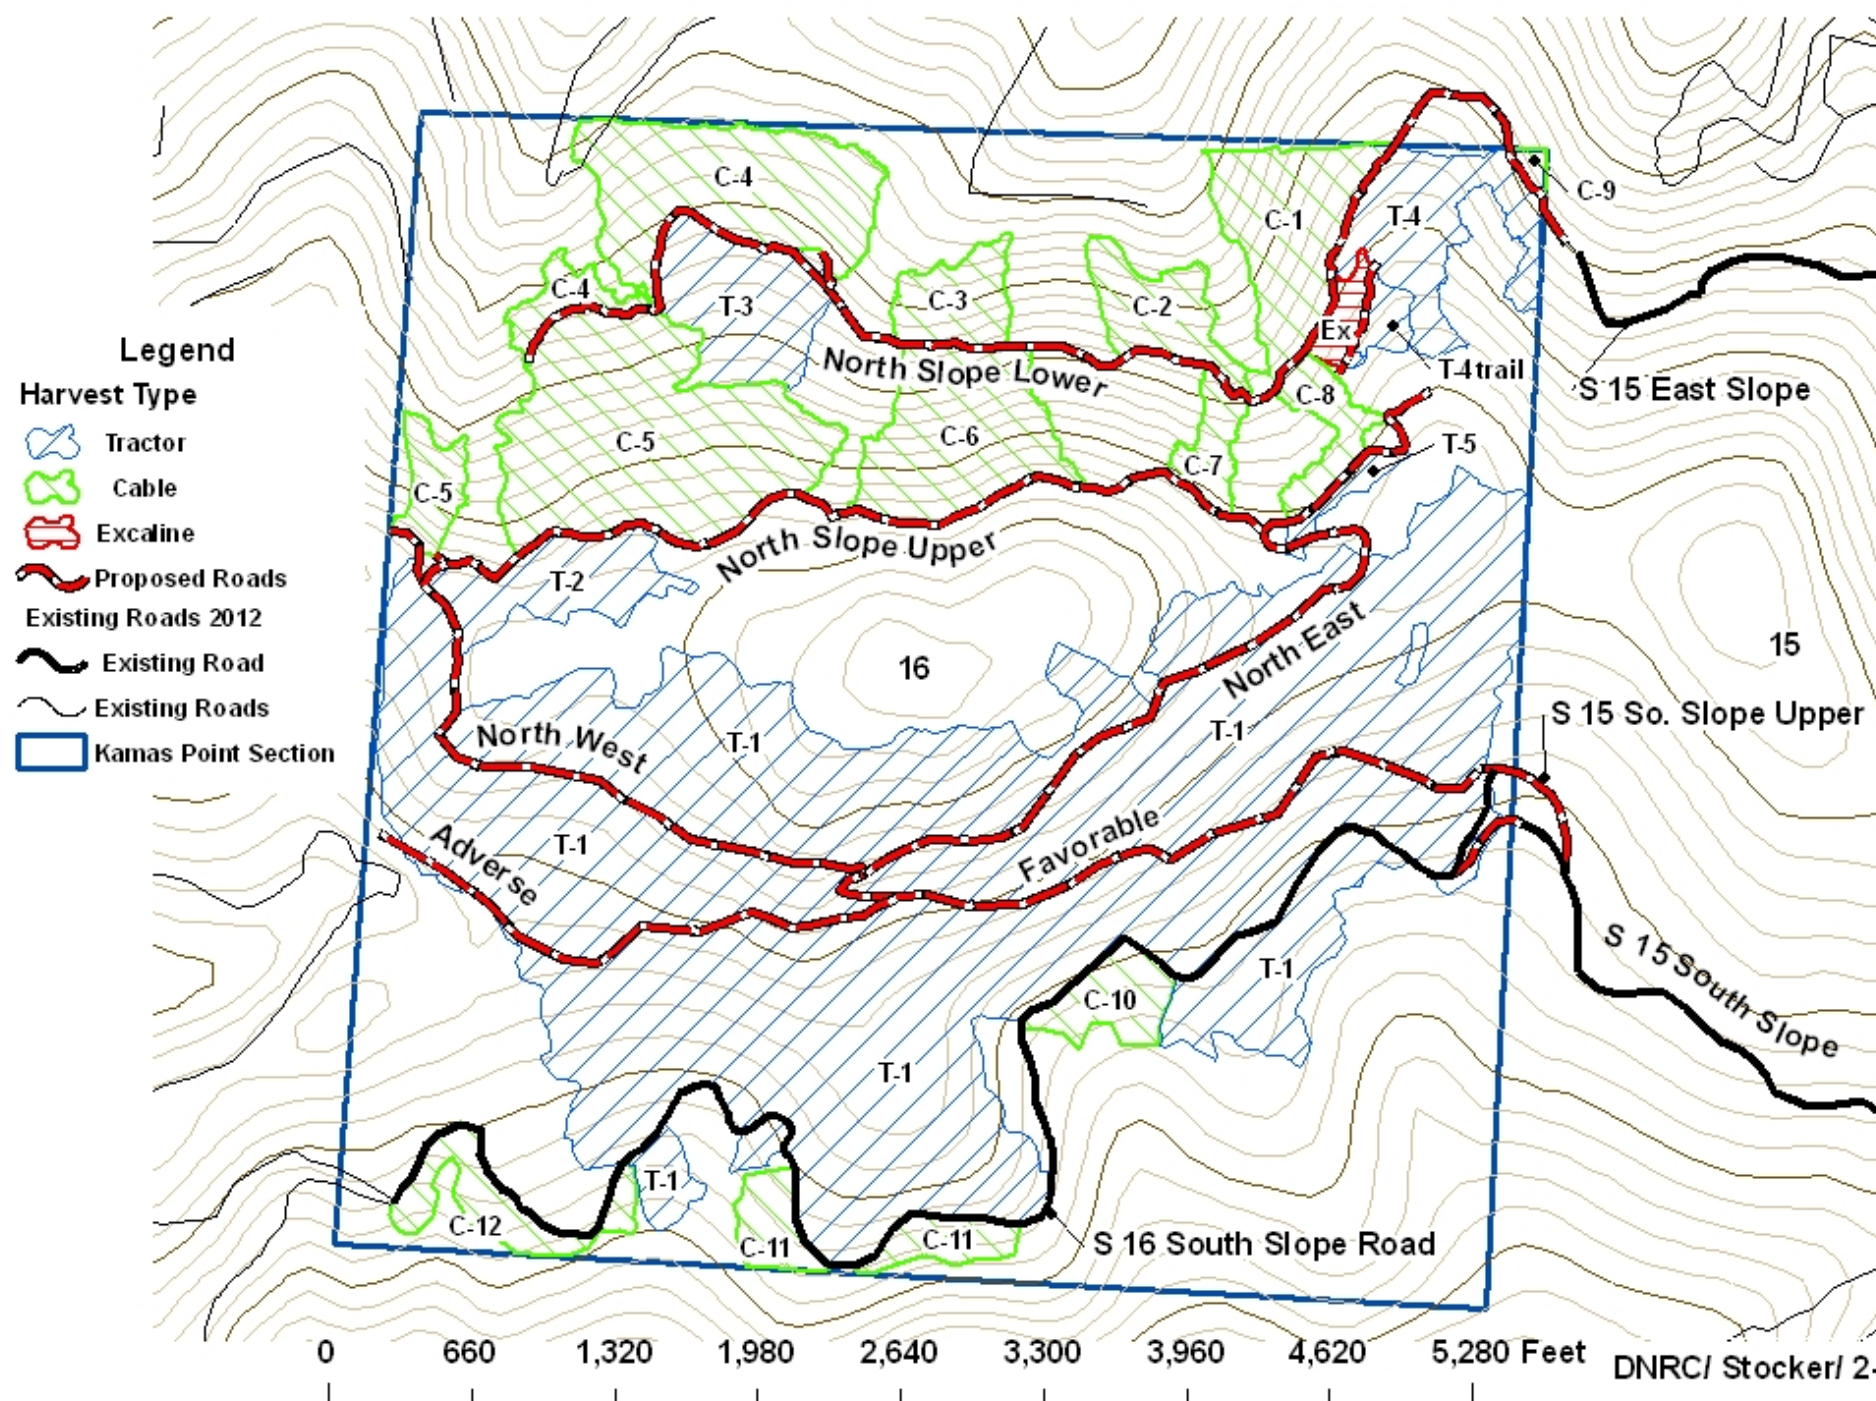 C-4
C-9
C-1
T-4
C-4
C-3
C-2
T-3
Ex
Legend
North Slope Lower
T-4 trail
S 15 East Slope
Harvest Type
C-8
Tractor
C-5
C-6
T-5
C-7
Cable
C-5
Excaline
North Slope Upper
Proposed Roads
T-2
Existing Roads 2012
North East
15
Existing Road
16
Existing Roads
S 15 So. Slope Upper
North West
T-1
T-1
Kamas Point Section
Adverse
T-1
Favorable
S 15 South Slope
T-1
C-10
T-1
T-1
C-12
C-11
C-11
S 16 South Slope Road
0 660 1,320 1,980 2,640 3,300 3,960 4,620 5,280 Feet
DNRC/ Stocker/ 2-